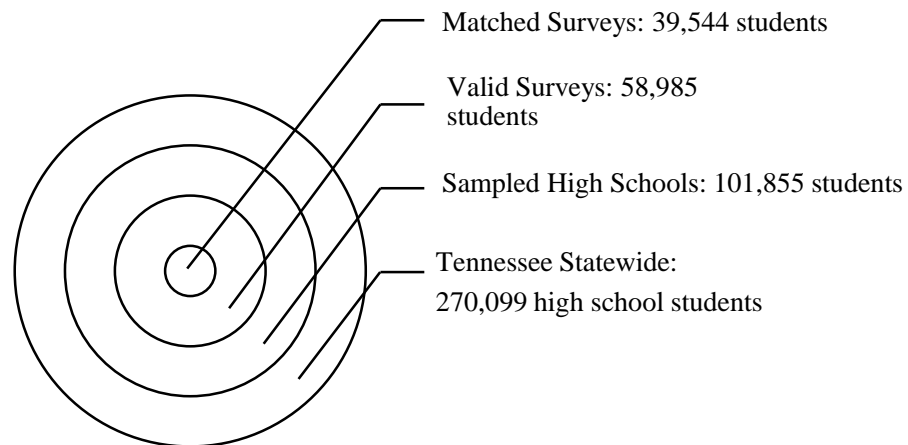 Matched Surveys: 39,544 students
Valid Surveys: 58,985
students
Sampled High Schools: 101,855 students
Tennessee Statewide:
270,099 high school students